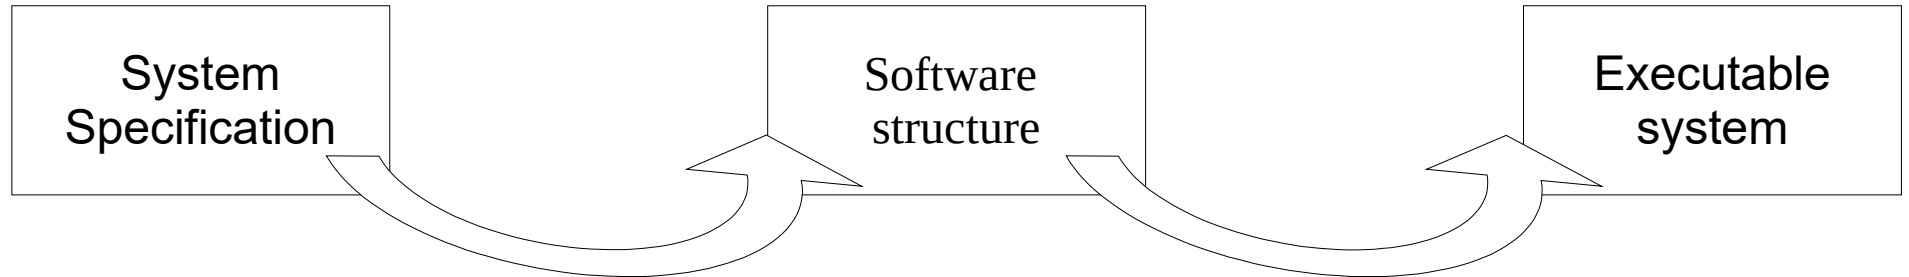 System
Specification
Software
structure
Executable
system